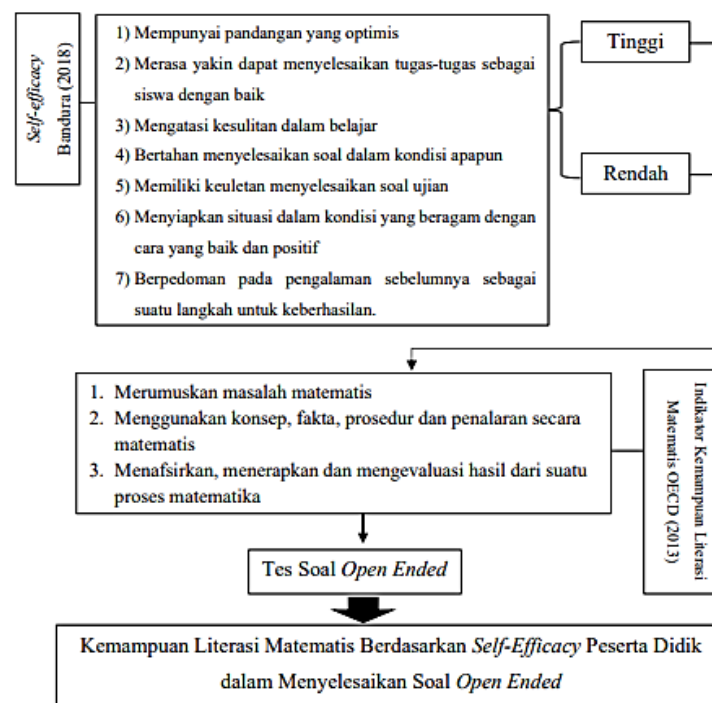 Self-efficacy
Bandura (2018)
1) Mempunyai pandangan yang optimis
2) Merasa yakin dapat menyelesaikan tugas-tugas sebagai
siswa dengan baik
3) Mengatasi kesulitan dalam belajar
4) Bertahan menyelesaikan soal dalam kondisi apapun
5) Memiliki keuletan menyelesaikan soal ujian
6) Menyiapkan situasi dalam kondisi yang beragam dengan
cara yang baik dan positif
7) Berpedoman pada pengalaman sebelumnya sebagai
suatu langkah untuk keberhasilan.
Tinggi
Rendah
1. Merumuskan masalah matematis
2. Menggunakan konsep, fakta, prosedur dan penalaran secara
matematis
3. Menafsirkan, menerapkan dan mengevaluasi hasil dari suatu
proses matematika
Indikator Kemampuan Literasi
Matematis OECD (2013)
Tes Soal Open Ended
Kemampuan Literasi Matematis Berdasarkan Self-Efficacy Peserta Didik
dalam Menyelesaikan Soal Open Ended